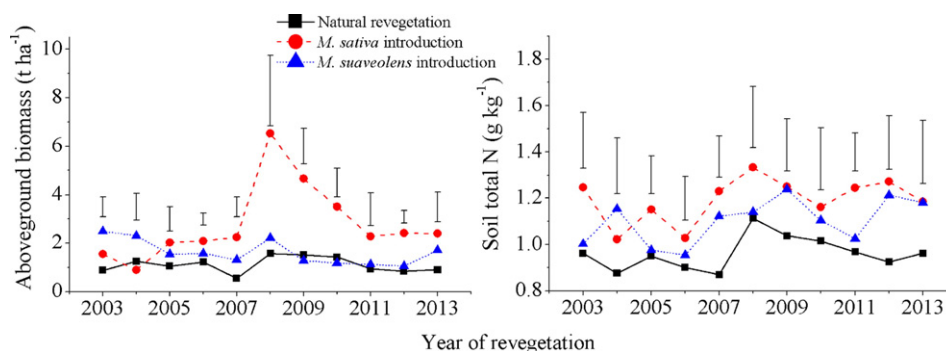 Natural revegetation
M. sativa introduction
M. suaveolens introduction
Aboveground biomass (t ha⁻¹)
10
8
6
4
2
0
2003 2005 2007 2009 2011 2013
Soil total N (g kg⁻¹)
1.8
1.6
1.4
1.2
1.0
0.8
2003 2005 2007 2009 2011 2013
Year of revegetation